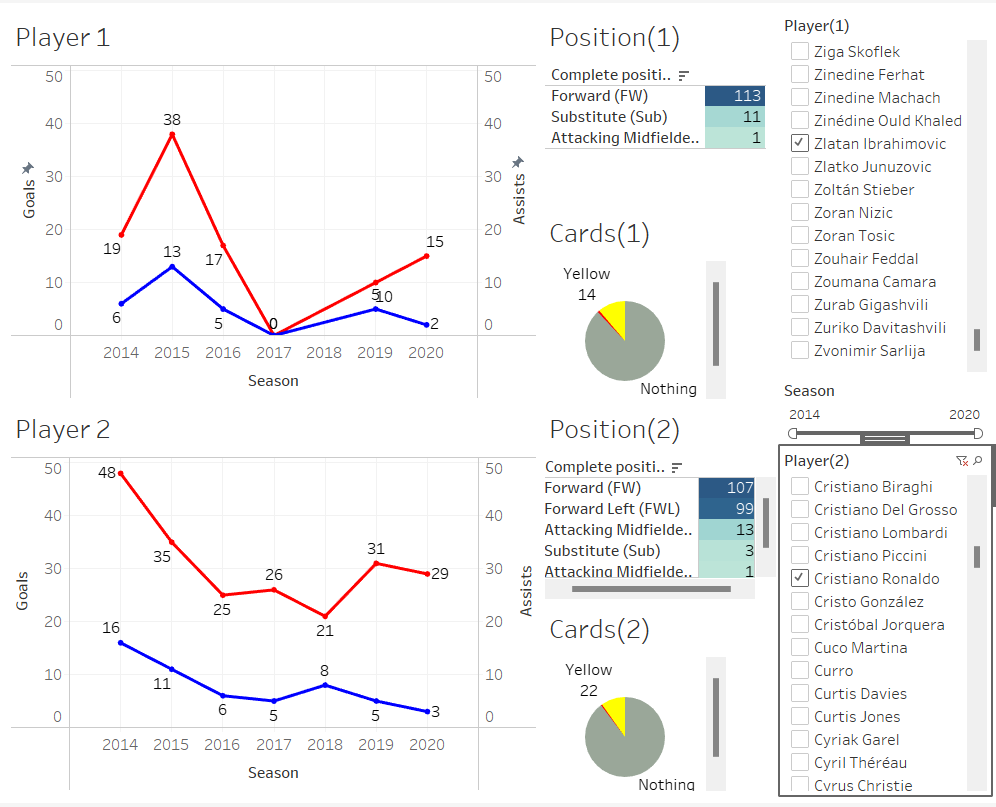 Player 1
50 50
40 40
30 30
20 20
10 10
0 0
Goals
Assists
38
19
17
13
6
5
0
5
10
15
2
2014 2015 2016 2017 2018 2019 2020
Season
Position(1)
Complete positi..
Forward (FW) 113
Substitute (Sub) 11
Attacking Midfielde.. 1
Cards(1)
Yellow
14
Nothing
Player(1)
Ziga Skoflek
Zinedine Ferhat
Zinedine Machach
Zinédine Ould Khaled
Zlatan Ibrahimovic
Zlatko Junuzovic
Zoltán Stieber
Zoran Nizic
Zoran Tosic
Zouhair Feddal
Zoumana Camara
Zurab Gigashvili
Zuriko Davitashvili
Zvonimir Sarlija
Season
2014 2020
Player 2
50 50
40 40
30 30
20 20
10 10
0 0
Goals
Assists
48
35
25
26
21
31
29
16
11
6
5
8
5
3
2014 2015 2016 2017 2018 2019 2020
Season
Position(2)
Complete positi..
Forward (FW) 107
Forward Left (FWL) 99
Attacking Midfielde.. 13
Substitute (Sub) 3
Attacking Midfielde.. 1
Cards(2)
Yellow
22
Nothing
Player(2)
Cristiano Biraghi
Cristiano Del Grosso
Cristiano Lombardi
Cristiano Piccini
Cristiano Ronaldo
Cristo González
Cristóbal Jorquera
Cuco Martina
Curro
Curtis Davies
Curtis Jones
Cyriak Garel
Cyril Théréau
Cyrus Christie